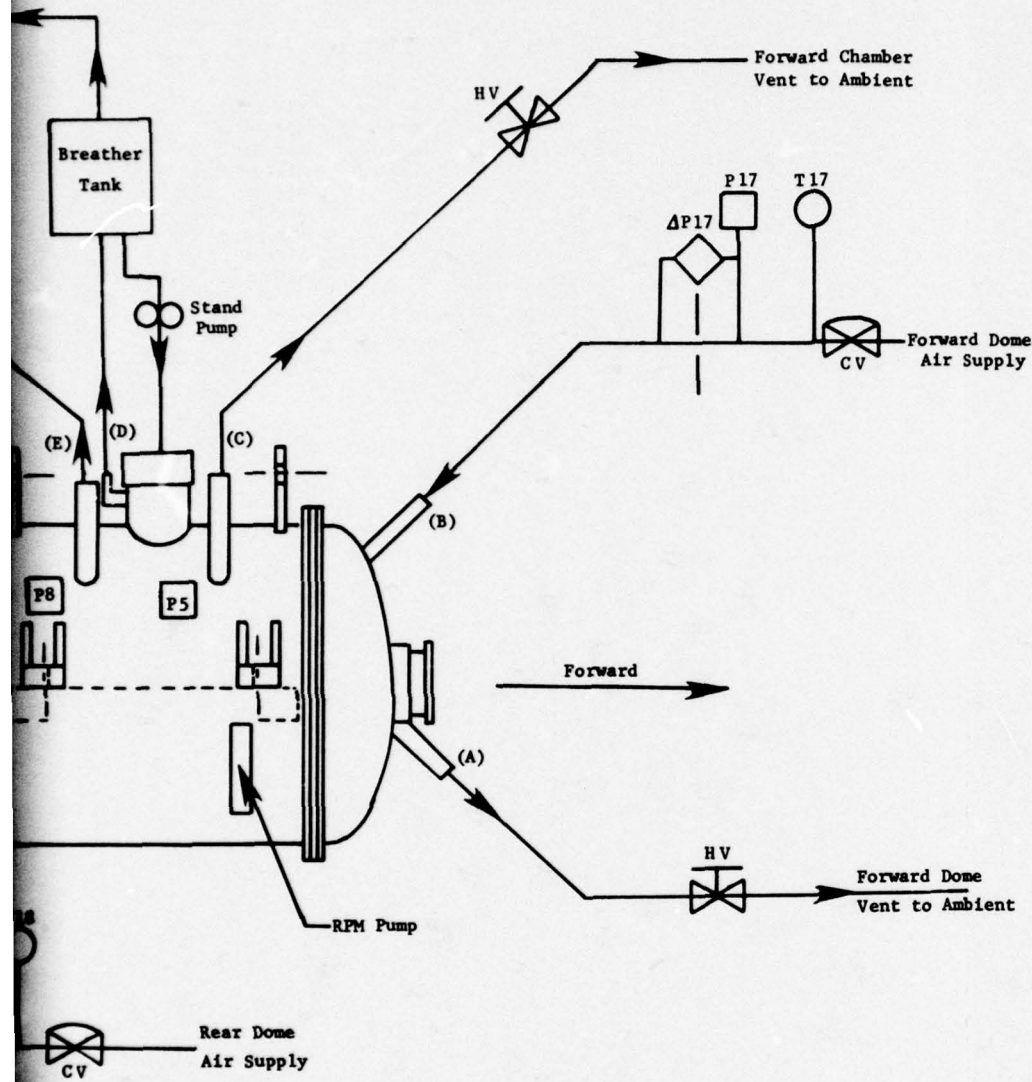 Forward Chamber
Vent to Ambient
HV
Breather
Tank
P17
T17
ΔP17
Stand
Pump
Forward Dome
Air Supply
CV
(E)
(D)
(C)
(B)
P8
P5
Forward
(A)
HV
Forward Dome
Vent to Ambient
RPM Pump
Rear Dome
Air Supply
CV